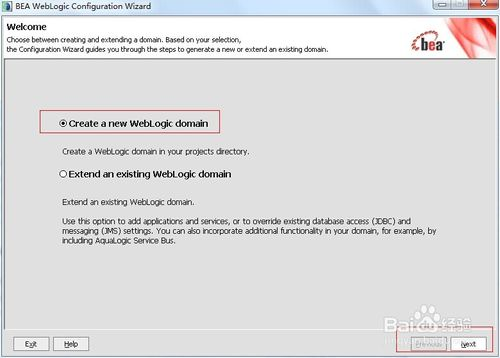 BEA WebLogic Configuration Wizard
Welcome
Choose between creating and extending a domain. Based on your selection,
the Configuration Wizard guides you through the steps to generate a new or extend an existing domain.
bea
Create a new WebLogic domain
Create a WebLogic domain in your projects directory.
Extend an existing WebLogic domain
Extend an existing WebLogic domain.
Use this option to add applications and services, or to override existing database access (JDBC) and
messaging (JMS) settings. You can also incorporate additional functionality in your domain, for example, by
including AquaLogic Service Bus.
Baidu经验
Exit
Help
Previous
Next